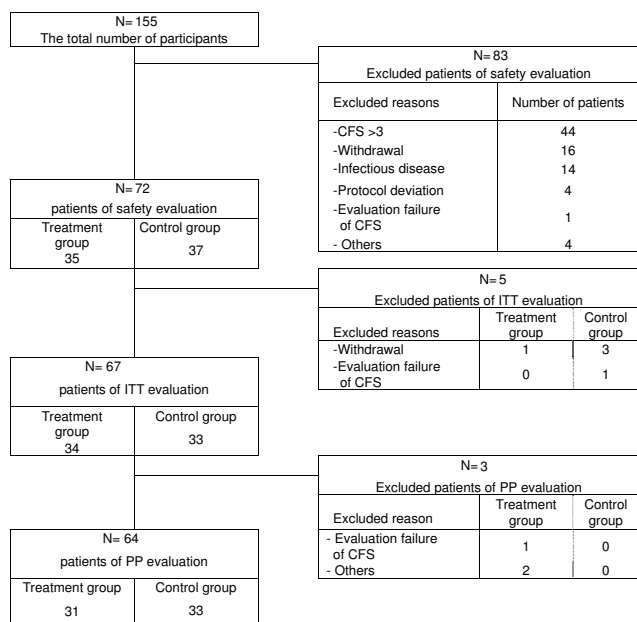 N= 155
The total number of participants
N= 83
Excluded patients of safety evaluation
Excluded reasons Number of patients
-CFS >3 44
-Withdrawal 16
-Infectious disease 14
-Protocol deviation 4
-Evaluation failure
of CFS 1
- Others 4
N= 72
patients of safety evaluation
Treatment
group
35
Control group
37
N= 5
Excluded patients of ITT evaluation
Excluded reasons
Treatment
group
Control
group
-Withdrawal 1 3
-Evaluation failure
of CFS 0 1
N= 67
patients of ITT evaluation
Treatment
group
34
Control group
33
N= 3
Excluded patients of PP evaluation
Excluded reason
Treatment
group
Control
group
- Evaluation failure
of CFS 1 0
- Others 2 0
N= 64
patients of PP evaluation
Treatment group Control group
31 33